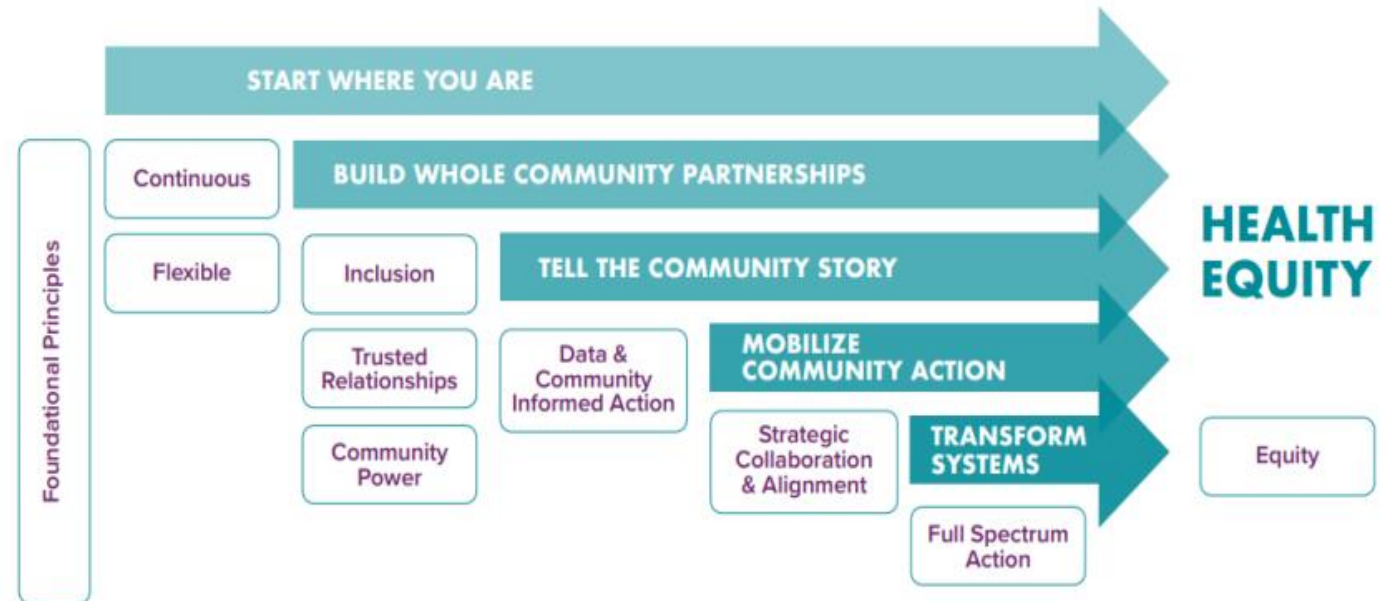 START WHERE YOU ARE
Foundational Principles
Continuous
BUILD WHOLE COMMUNITY PARTNERSHIPS
HEALTH
EQUITY
Flexible
Inclusion
TELL THE COMMUNITY STORY
Trusted
Relationships
Data &
Community
Informed Action
MOBILIZE
COMMUNITY ACTION
Community
Power
Strategic
Collaboration
& Alignment
TRANSFORM
SYSTEMS
Equity
Full Spectrum
Action